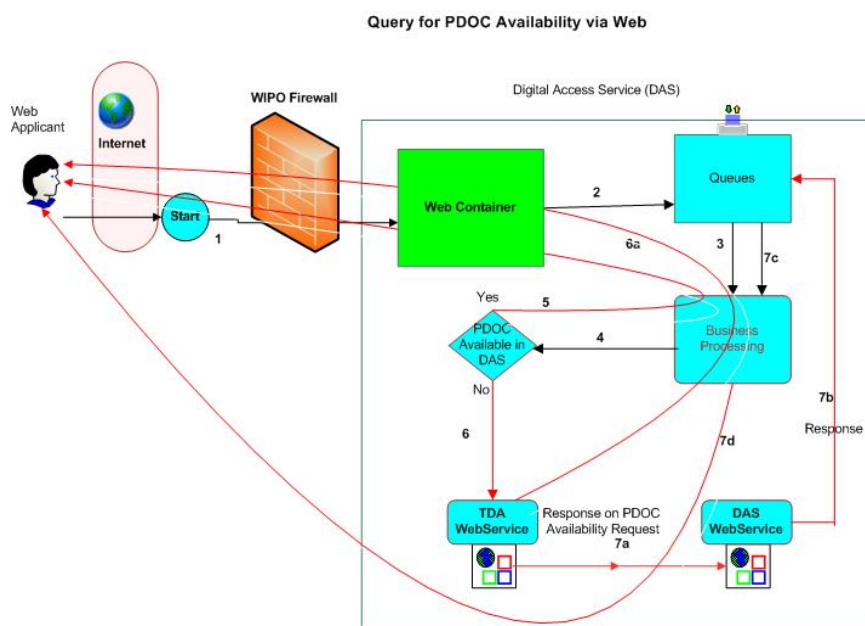 Query for PDOC Availability via Web
Digital Access Service (DAS)
WIPO Firewall
Web
Applicant
Internet
Start
1
Web Container
2
Queues
3
7c
6a
Yes
5
PDOC
Available in
DAS
4
Business
Processing
No
6
7d
7b
Response
TDA
WebService
Response on PDOC
Availability Request
7a
DAS
WebService